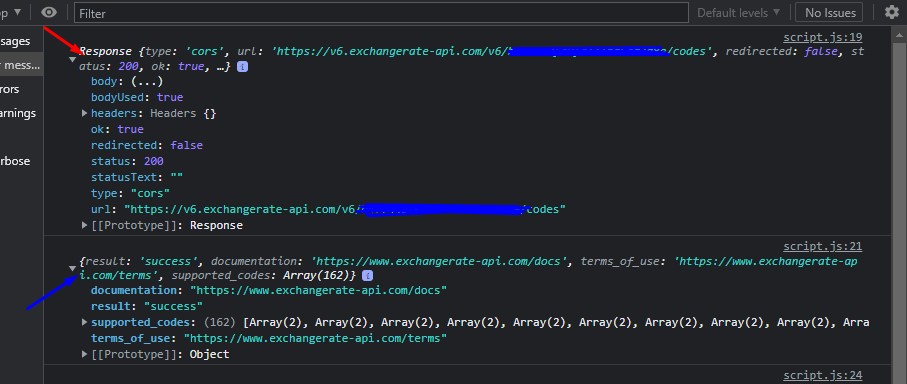 op
Filter
Default levels
No Issues
ssages
r mess...
rrors
arnings
rbose
script.js:19
Response {type: 'cors', url: 'https://v6.exchangerate-api.com/v6/ /codes', redirected: false, st
atus: 200, ok: true, …}
body: (...)
bodyUsed: true
headers: Headers {}
ok: true
redirected: false
status: 200
statusText: ""
type: "cors"
url: "https://v6.exchangerate-api.com/v6/ /codes"
[[Prototype]]: Response
script.js:21
{result: 'success', documentation: 'https://www.exchangerate-api.com/docs', terms_of_use: 'https://www.exchangerate-ap
i.com/terms', supported_codes: Array(162)}
documentation: "https://www.exchangerate-api.com/docs"
result: "success"
supported_codes: (162) [Array(2), Array(2), Array(2), Array(2), Array(2), Array(2), Array(2), Array(2), Array(2), Arra
terms_of_use: "https://www.exchangerate-api.com/terms"
[[Prototype]]: Object
script.js:24